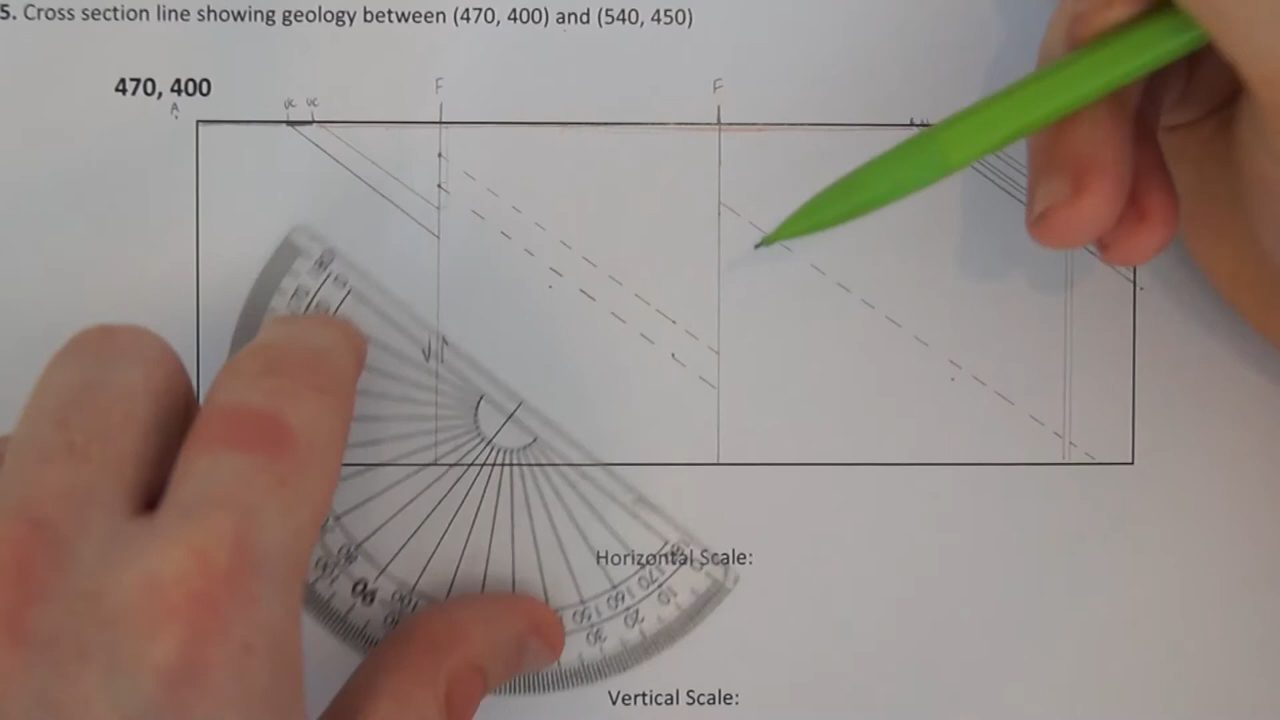 5. Cross section line showing geology between (470, 400) and (540, 450)
470, 400
A
F
F
Horizontal Scale:
Vertical Scale: